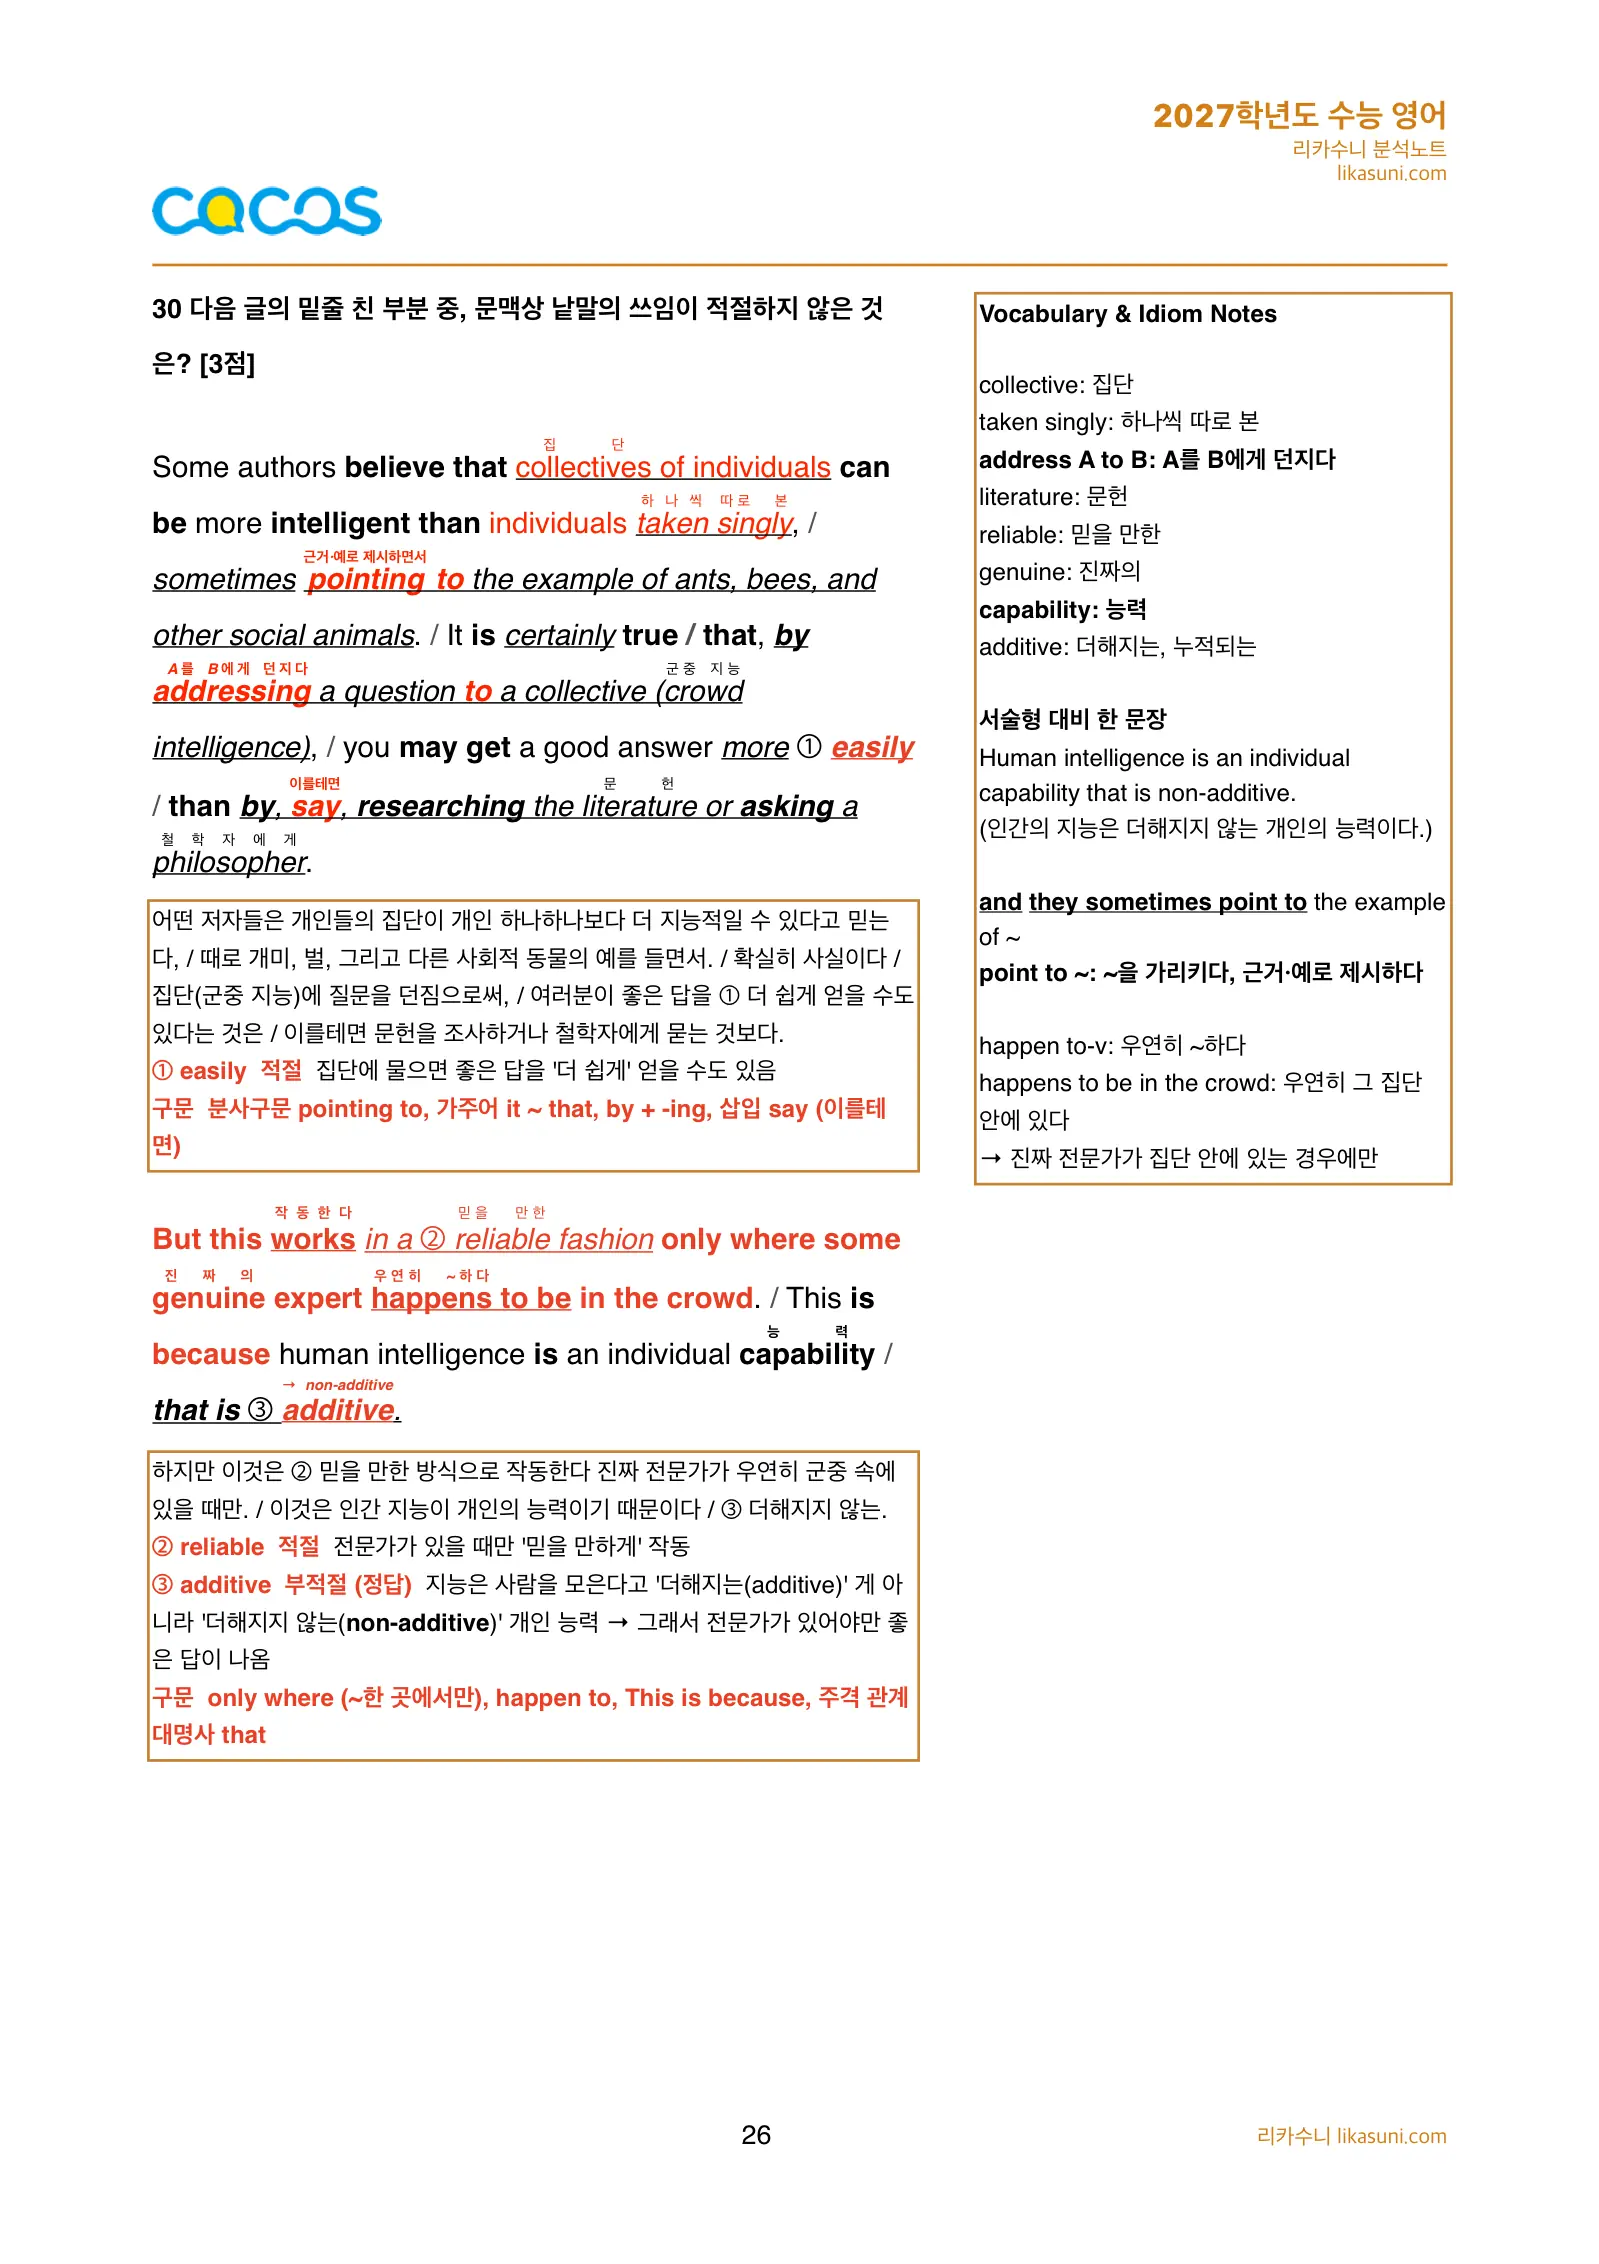 2027학년도 수능 영어
리카수니 분석노트
likasuni.com
cacos
30 다음 글의 밑줄 친 부분 중, 문맥상 낱말의 쓰임이 적절하지 않은 것
은? [3점]
집 단
Some authors believe that collectives of individuals can
하 나 씩 따로 본
be more intelligent than individuals taken singly, /
근거·예로 제시하면서
sometimes pointing to the example of ants, bees, and
other social animals. / It is certainly true / that, by
A를 B에게 던지다 군중 지능
addressing a question to a collective (crowd
intelligence), / you may get a good answer more ① easily
이를테면 문 헌
/ than by, say, researching the literature or asking a
철 학 자 에 게
philosopher.
어떤 저자들은 개인들의 집단이 개인 하나하나보다 더 지능적일 수 있다고 믿는
다, / 때로 개미, 벌, 그리고 다른 사회적 동물의 예를 들면서. / 확실히 사실이다 /
집단(군중 지능)에 질문을 던짐으로써, / 여러분이 좋은 답을 ① 더 쉽게 얻을 수도
있다는 것은 / 이를테면 문헌을 조사하거나 철학자에게 묻는 것보다.
① easily 적절 집단에 물으면 좋은 답을 '더 쉽게' 얻을 수도 있음
구문 분사구문 pointing to, 가주어 it ~ that, by + -ing, 삽입 say (이를테
면)
작 동 한 다 믿을 만한
But this works in a ② reliable fashion only where some
진 짜 의 우연히 ~하다
genuine expert happens to be in the crowd. / This is
능 력
because human intelligence is an individual capability /
→ non-additive
that is ③ additive.
하지만 이것은 ② 믿을 만한 방식으로 작동한다 진짜 전문가가 우연히 군중 속에
있을 때만. / 이것은 인간 지능이 개인의 능력이기 때문이다 / ③ 더해지지 않는.
② reliable 적절 전문가가 있을 때만 '믿을 만하게' 작동
③ additive 부적절 (정답) 지능은 사람을 모은다고 '더해지는(additive)' 게 아
니라 '더해지지 않는(non-additive)' 개인 능력 → 그래서 전문가가 있어야만 좋
은 답이 나옴
구문 only where (~한 곳에서만), happen to, This is because, 주격 관계
대명사 that
Vocabulary & Idiom Notes
collective: 집단
taken singly: 하나씩 따로 본
address A to B: A를 B에게 던지다
literature: 문헌
reliable: 믿을 만한
genuine: 진짜의
capability: 능력
additive: 더해지는, 누적되는
서술형 대비 한 문장
Human intelligence is an individual
capability that is non-additive.
(인간의 지능은 더해지지 않는 개인의 능력이다.)
and they sometimes point to the example
of ~
point to ~: ~을 가리키다, 근거·예로 제시하다
happen to-v: 우연히 ~하다
happens to be in the crowd: 우연히 그 집단
안에 있다
→ 진짜 전문가가 집단 안에 있는 경우에만
26
리카수니 likasuni.com